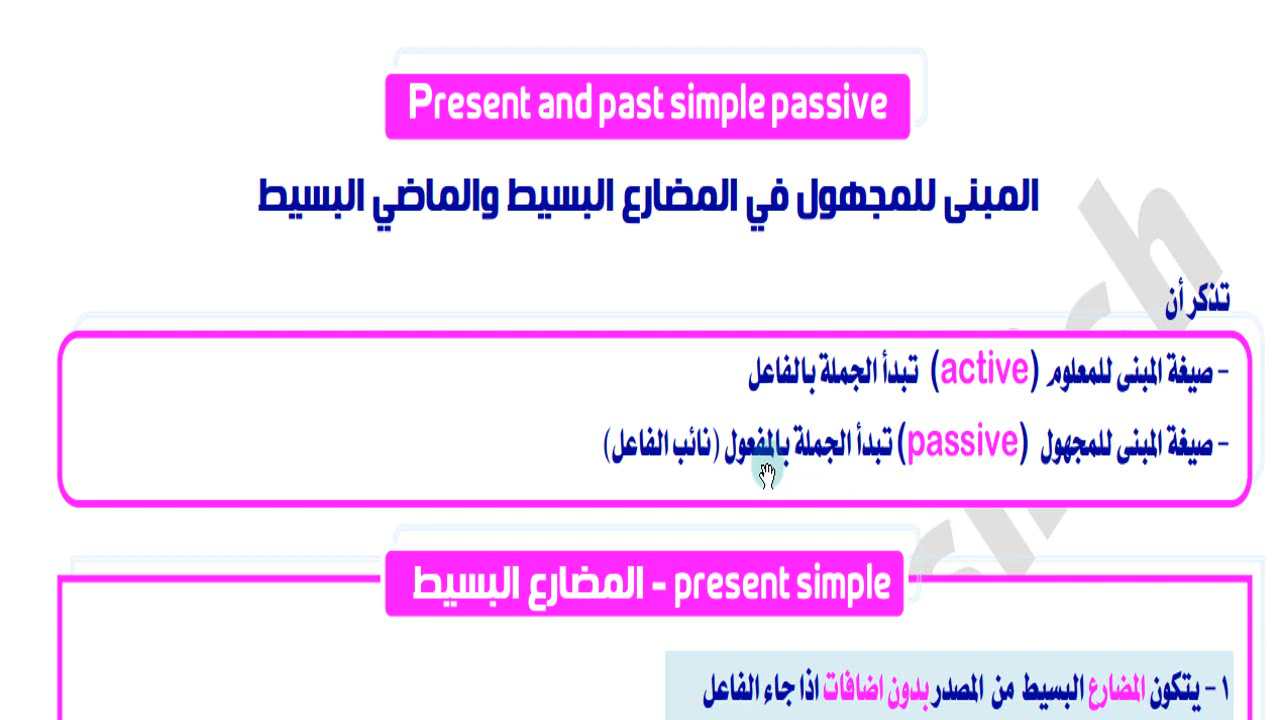 Present and past simple passive
المبنى للمجهول في المضارع البسيط والماضي البسيط
تذكر أن
- صيغة المبنى للمعلوم (active) تبدأ الجملة بالفاعل
- صيغة المبنى للمجهول (passive) تبدأ الجملة بالمفعول (نائب الفاعل)
present simple - المضارع البسيط
١- يتكون المضارع البسيط من المصدر بدون اضافات اذا جاء الفاعل